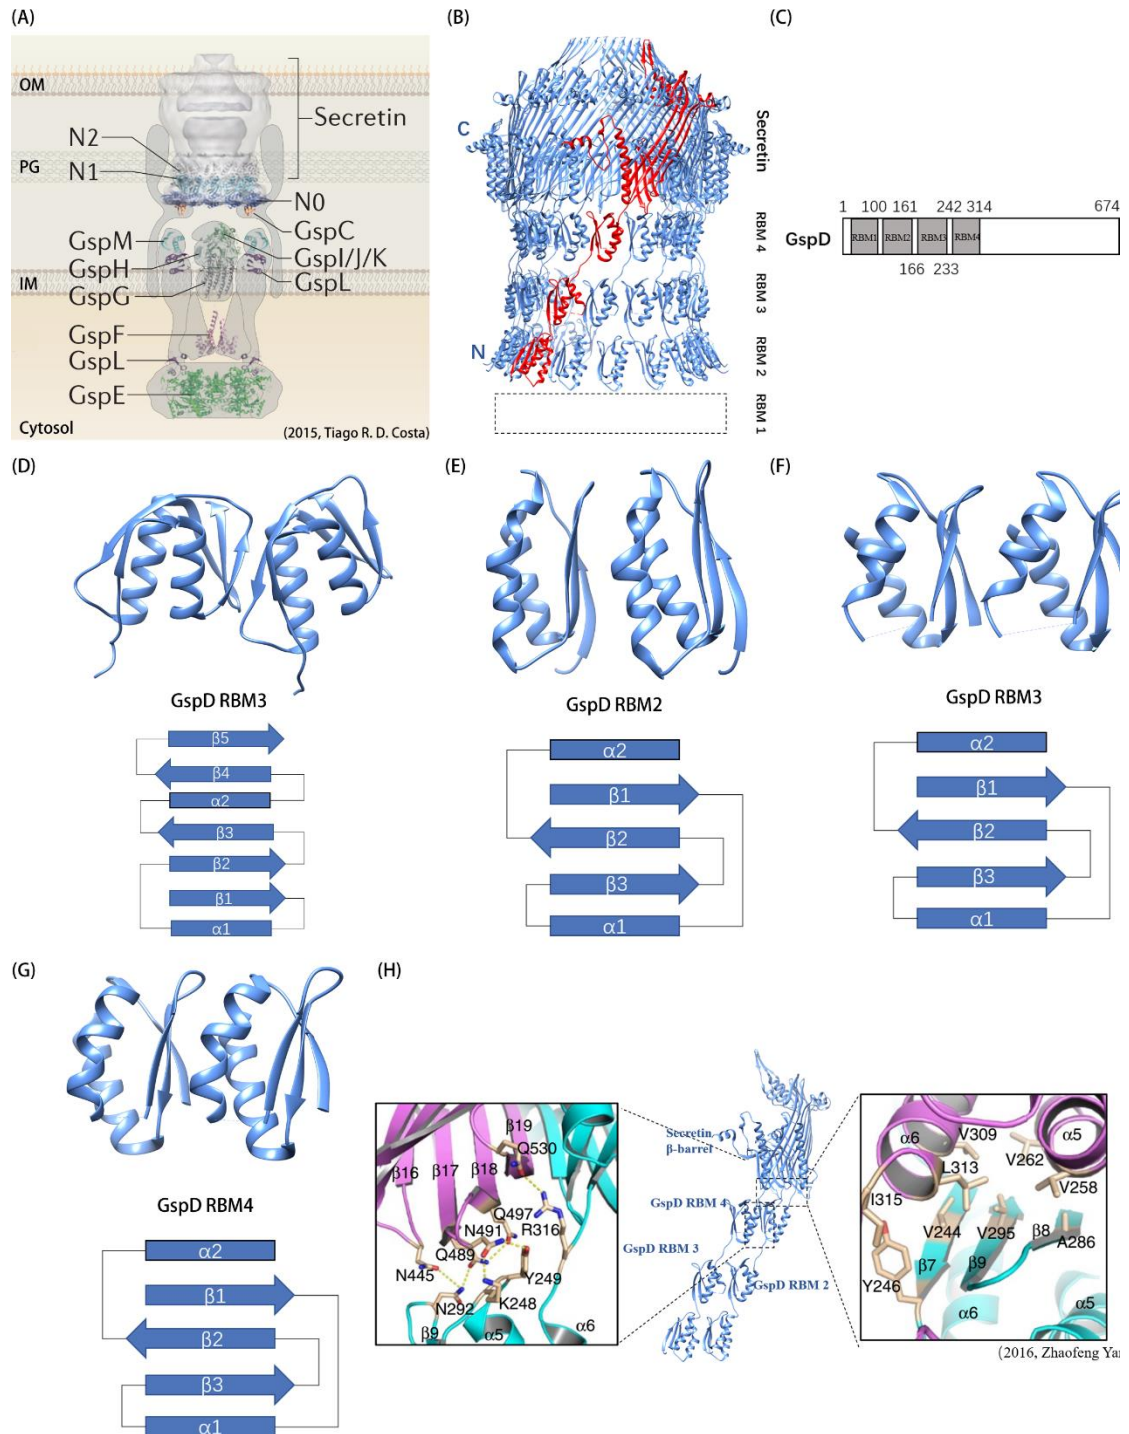 (A)
OM
PG
IM
Secretin
N2
N1
N0
GspC
GspM
GspI/J/K
GspH
GspL
GspG
GspF
GspL
GspE
Cytosol
(2015, Tiago R. D. Costa)
(B)
C
N
Secretin
RBM 4
RBM 3
RBM 2
RBM 1
(C)
1 100 161 242 314 674
GspD
RBM1 RBM2 RBM3 RBM4
166 233
(D)
GspD RBM3
β5
β4
α2
β3
β2
β1
α1
(E)
GspD RBM2
α2
β1
β2
β3
α1
(F)
GspD RBM3
α2
β1
β2
β3
α1
(G)
GspD RBM4
α2
β1
β2
β3
α1
(H)
β19
Q530
β16 β17 β18
Q497
N491 R316
Q489
N445 Y249
N292 K248
β9 α5 α6
Secretin
β-barrel
GspD RBM 4
GspD RBM 3
GspD RBM 2
α6 V309 α5
L313 V262
I315 V258
V244 V295 β8 A286
β7 β9
Y246
α6 α5
(2016, Zhaofeng Yan